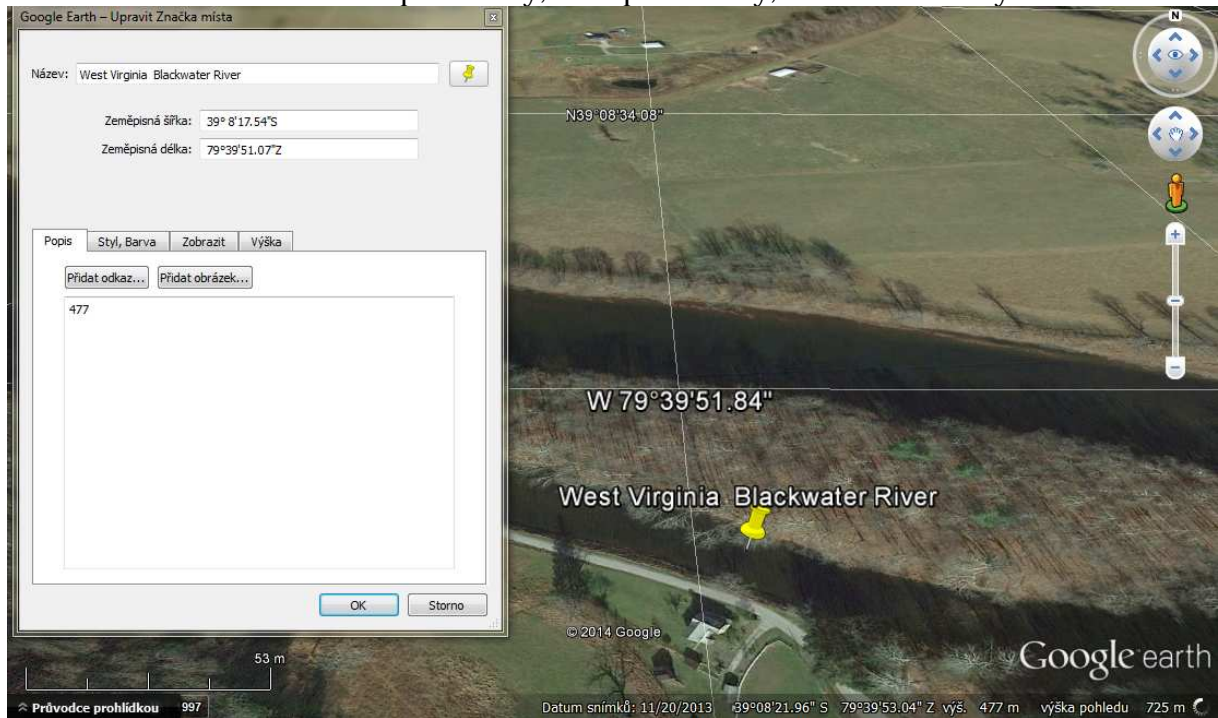 Google Earth – Upravit Značka místa
Název: West Virginia Blackwater River
Zeměpisná šířka: 39° 8'17.54"S
Zeměpisná délka: 79°39'51.07"Z
Popis Styl, Barva Zobrazit Výška
Přidat odkaz... Přidat obrázek...
477
OK Storno
N
N39°08'34.08"
W 79°39'51.84"
West Virginia Blackwater River
© 2014 Google
Google earth
53 m
Průvodce prohlídkou 997
Datum snímků: 11/20/2013 39°08'21.96" S 79°39'53.04" Z výš. 477 m výška pohledu 725 m